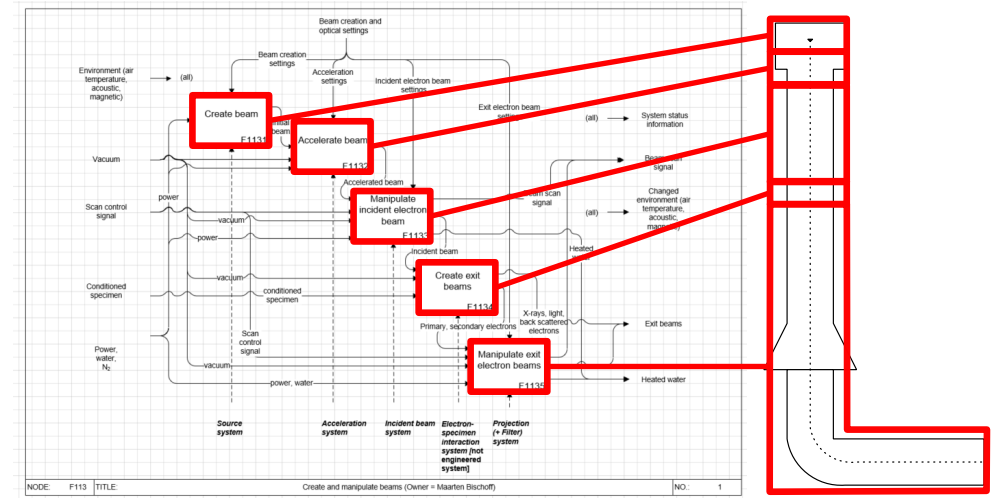 Beam creation and
optical settings
Beam creation
settings
Acceleration
settings
Incident electron beam
settings
Environment (air
temperature,
acoustic,
magnetic)
(all)
Exit electron beam
Create beam
F1131
beam
Accelerate beam
F1132
(all)
System status
information
Vacuum
Accelerated beam
signal
power
Manipulate
incident electron
beam
F1133
scan
signal
Scan control
signal
vacuum
power
(all)
Changed
environment (air
temperature,
acoustic,
Heated
Incident beam
Create exit
beams
F1134
vacuum
Conditioned
specimen
conditioned
specimen
X-rays, light,
back scattered
electrons
Primary, secondary electrons
Exit beams
Scan
control
signal
Power,
water,
N2
vacuum
Manipulate exit
electron beams
F1135
power, water
Heated water
Source
system
Acceleration
system
Incident beam
system
Electron-
specimen
interaction
system [not
engineered
system]
Projection
(+ Filter)
system
NODE: F113 TITLE: Create and manipulate beams (Owner = Maarten Bischoff) NO.: 1